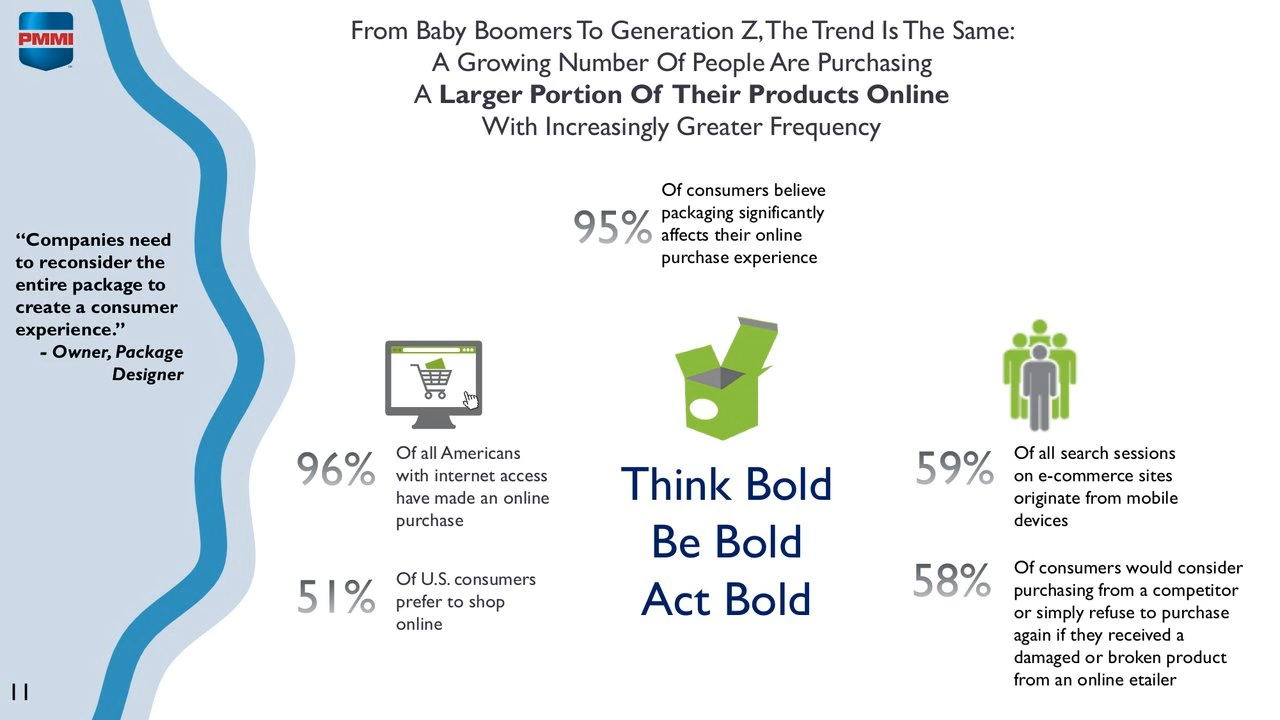 PMMI
From Baby Boomers To Generation Z, The Trend Is The Same:
A Growing Number Of People Are Purchasing
A Larger Portion Of Their Products Online
With Increasingly Greater Frequency
95%
Of consumers believe
packaging significantly
affects their online
purchase experience
“Companies need
to reconsider the
entire package to
create a consumer
experience.”
- Owner, Package
Designer
96%
Of all Americans
with internet access
have made an online
purchase
51%
Of U.S. consumers
prefer to shop
online
Think Bold
Be Bold
Act Bold
59%
Of all search sessions
on e-commerce sites
originate from mobile
devices
58%
Of consumers would consider
purchasing from a competitor
or simply refuse to purchase
again if they received a
damaged or broken product
from an online etailer
11